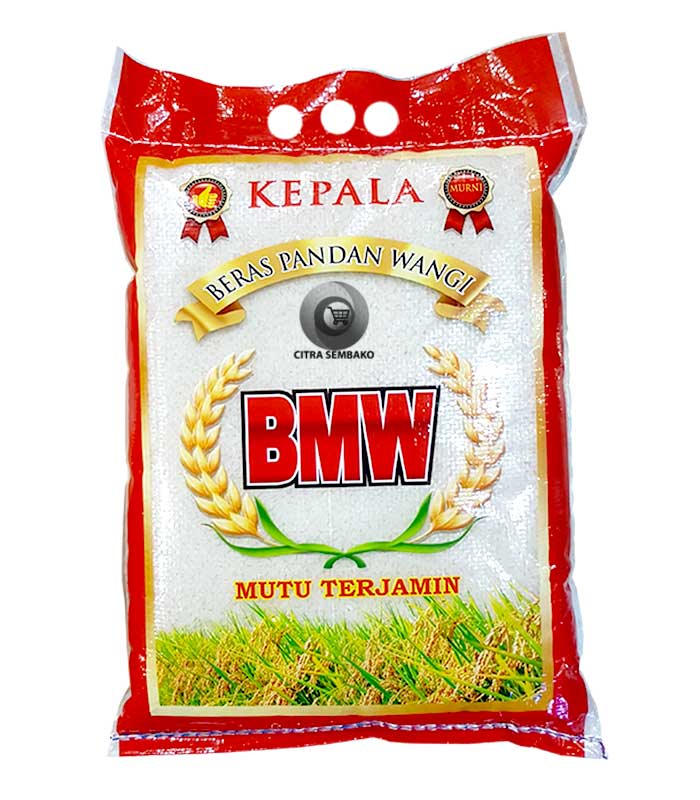 KEPALA
MURNI
BERAS PANDAN WANGI
CITRA SEMBAKO
BMW
MUTU TERJAMIN